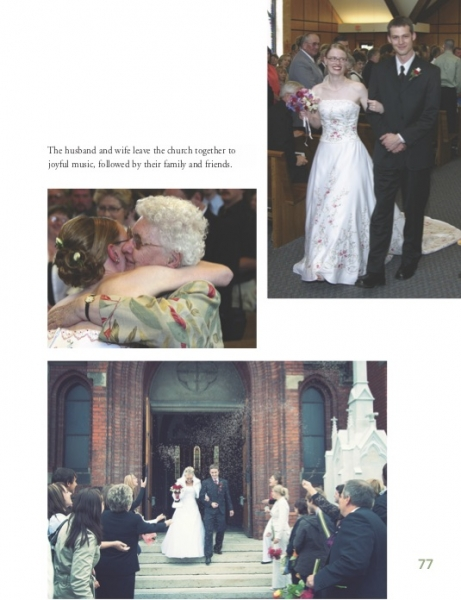 The husband and wife leave the church together to
joyful music, followed by their family and friends.
77